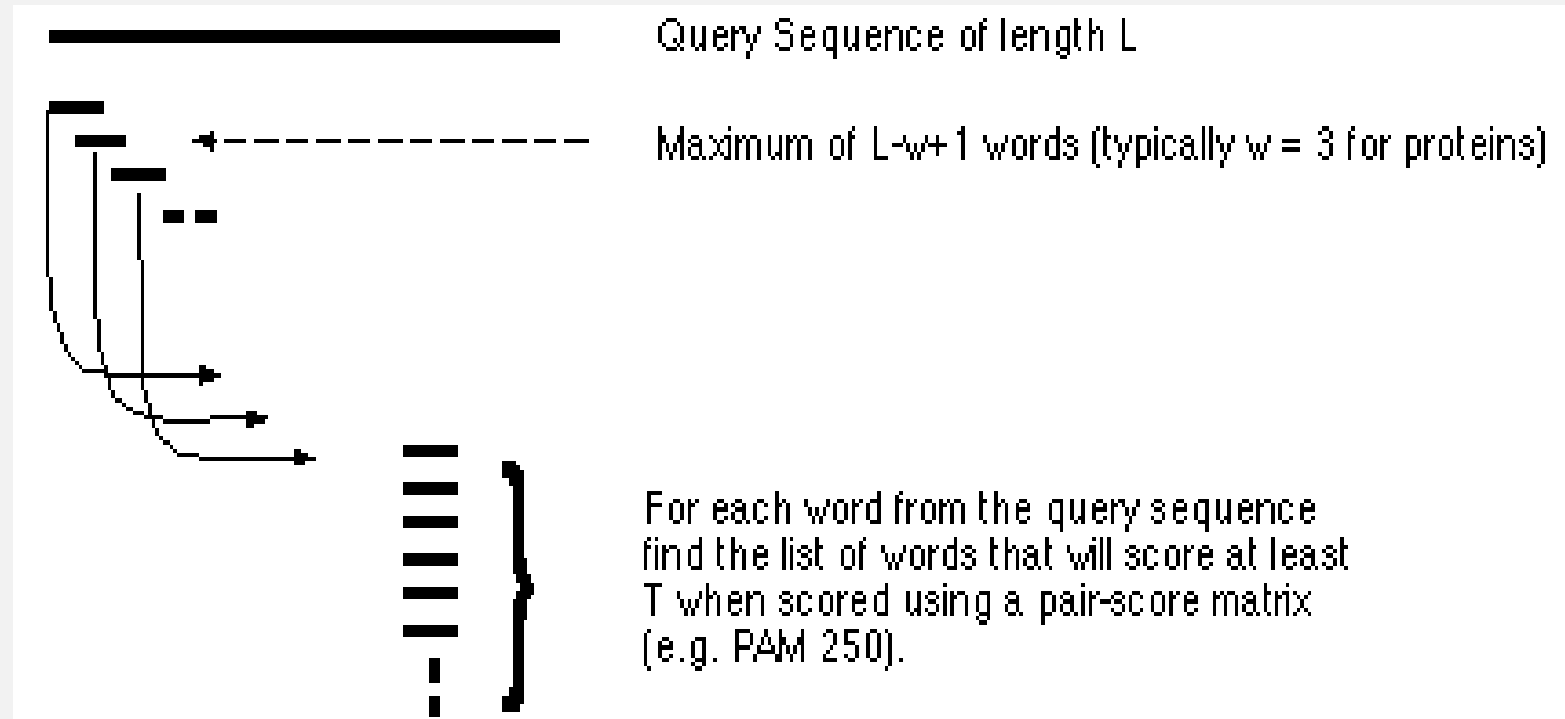 Query Sequence of length L
Maximum of L-w+1 words (typically w = 3 for proteins)
For each word from the query sequence
find the list of words that will score at least
T when scored using a pair-score matrix
(e.g. PAM 250).